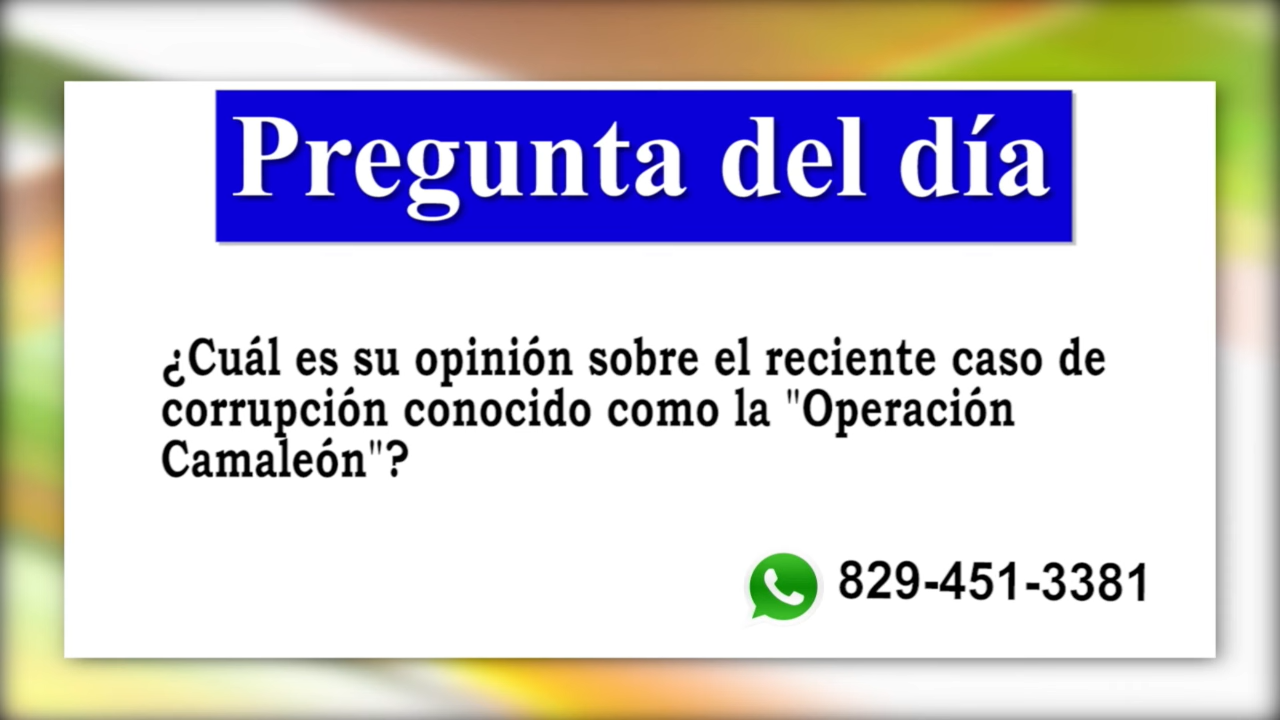 Pregunta del día
¿Cuál es su opinión sobre el reciente caso de
corrupción conocido como la "Operación
Camaleón"?
829-451-3381